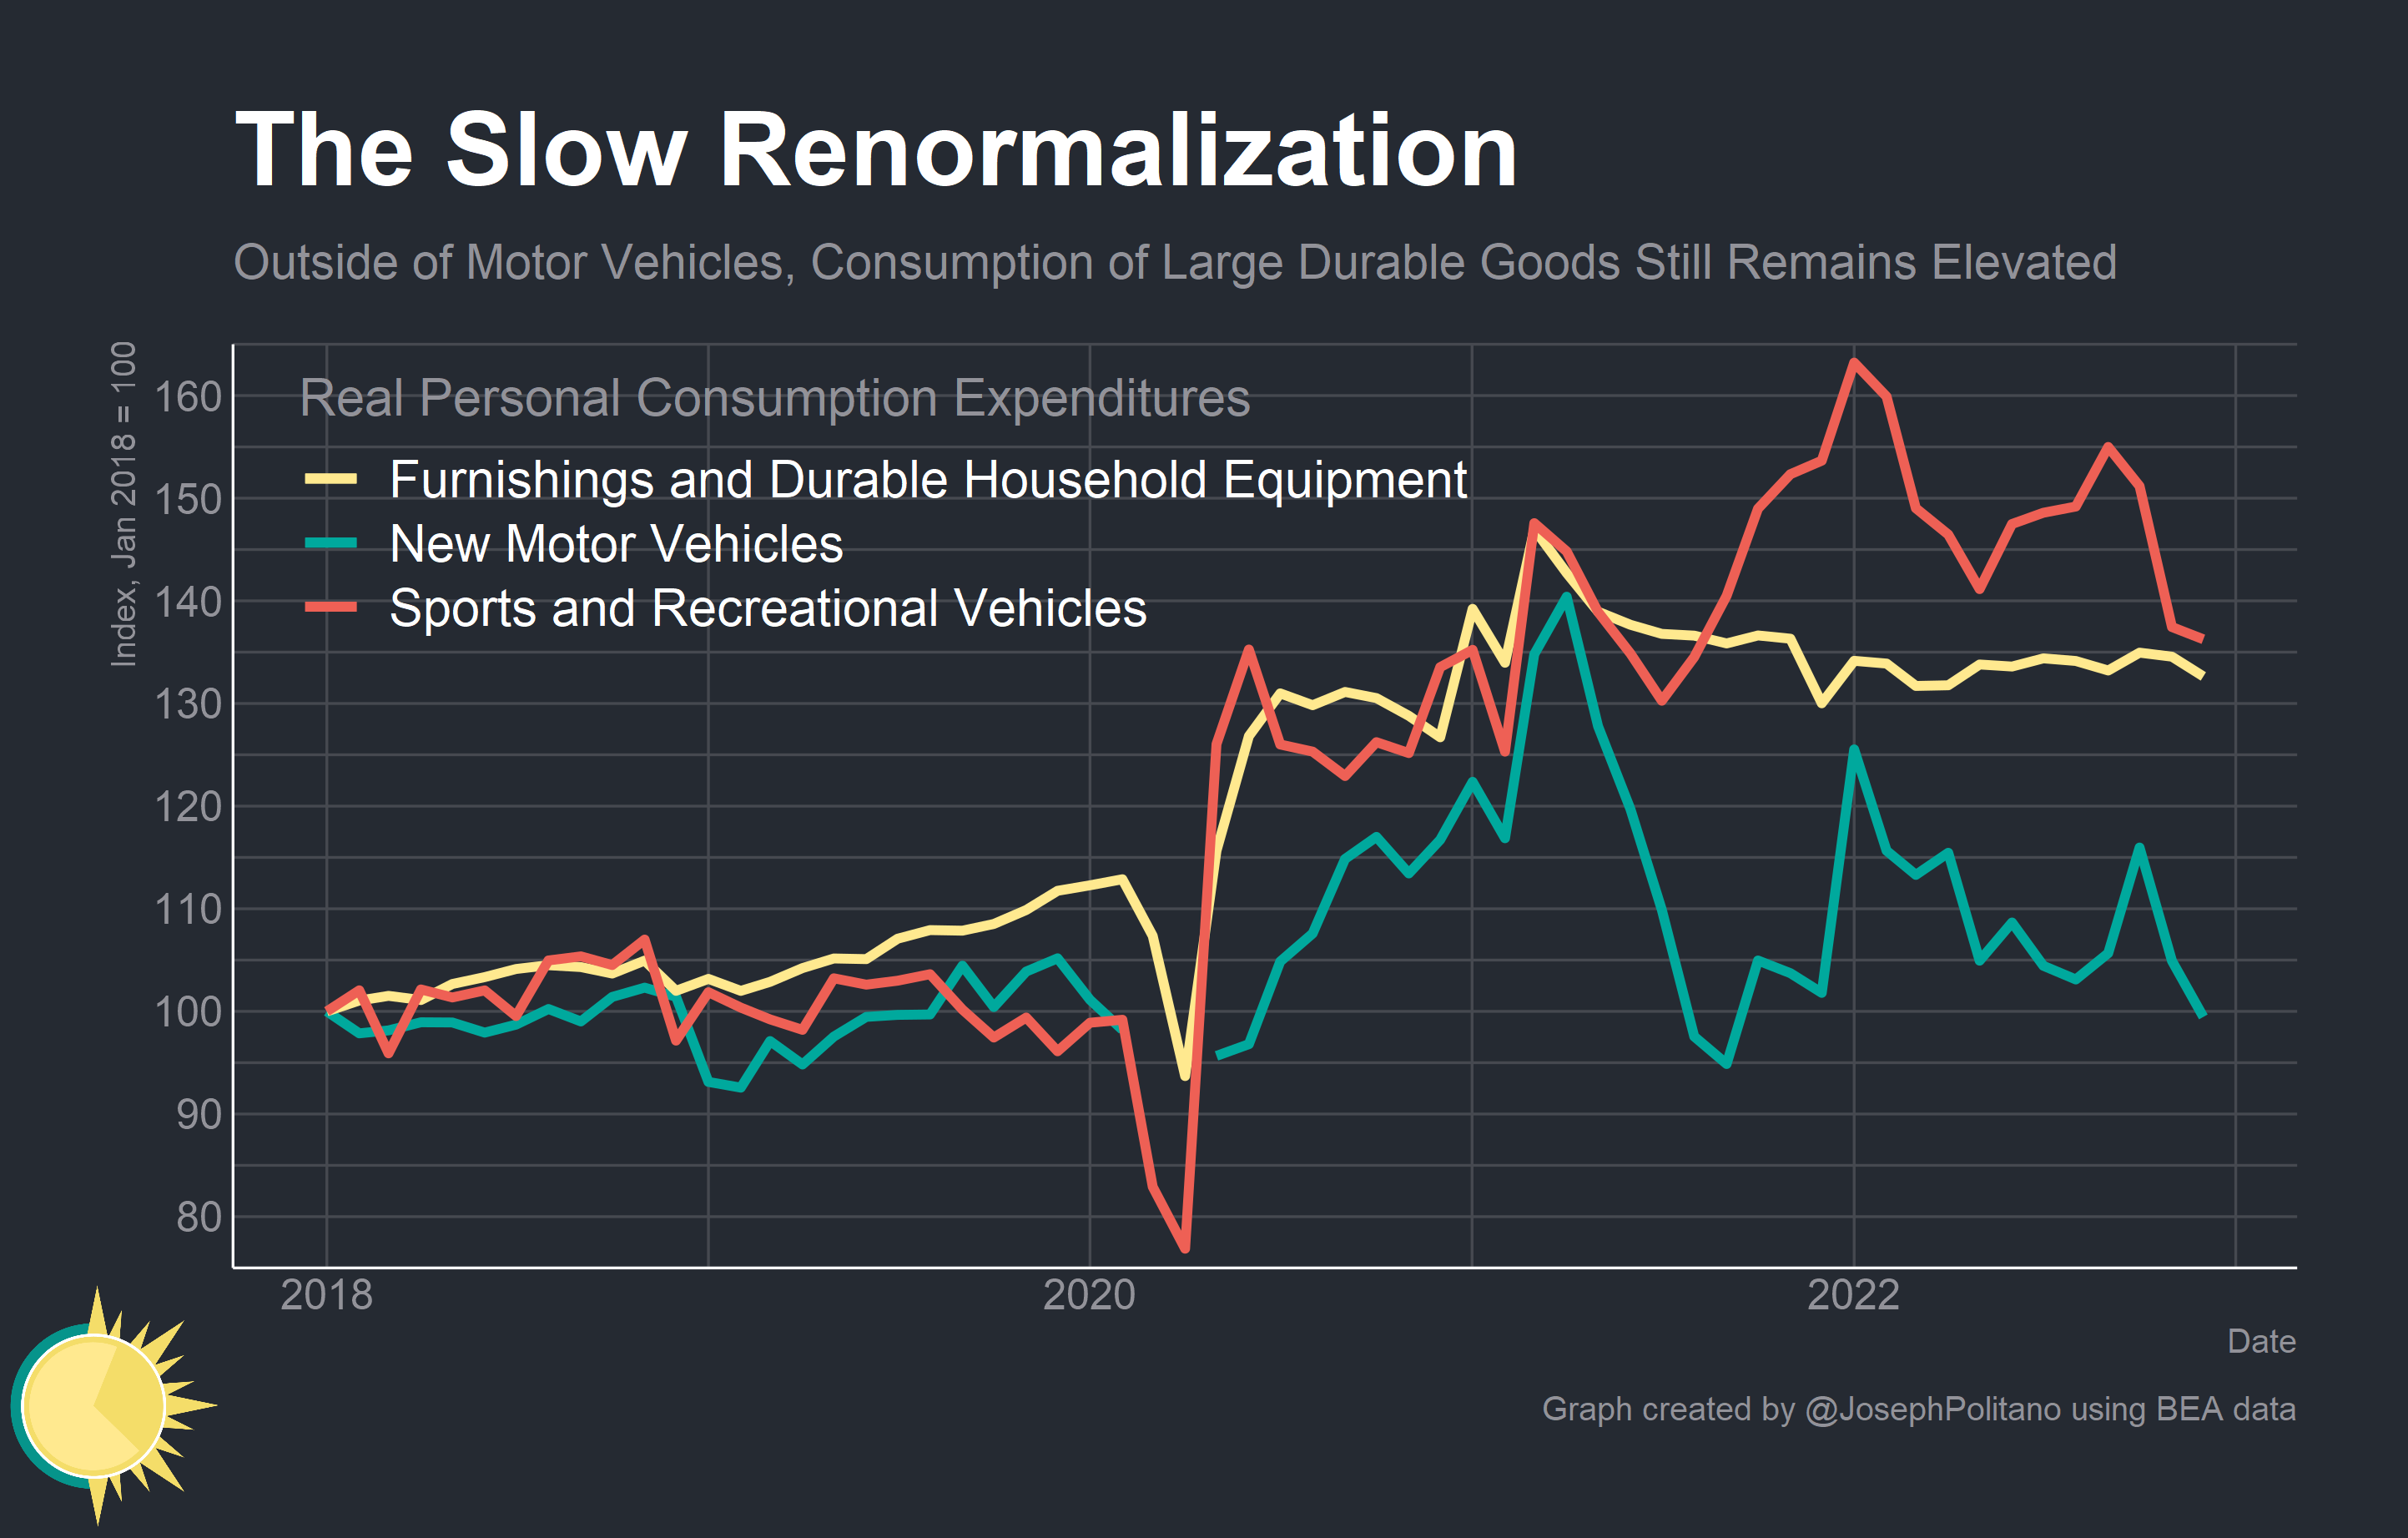 The Slow Renormalization
Outside of Motor Vehicles, Consumption of Large Durable Goods Still Remains Elevated
Index, Jan 2018 = 100
Real Personal Consumption Expenditures
Furnishings and Durable Household Equipment
New Motor Vehicles
Sports and Recreational Vehicles
160
150
140
130
120
110
100
90
80
2018 2020 2022
Date
Graph created by @JosephPolitano using BEA data